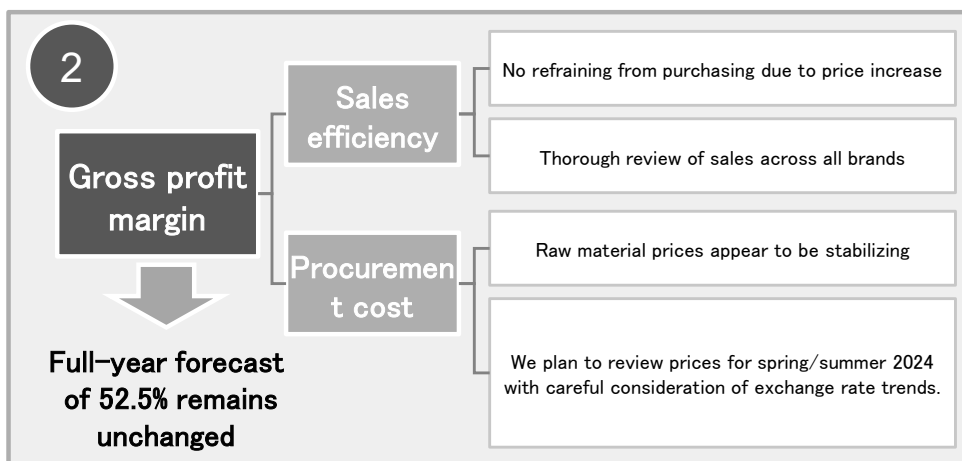 2
Gross profit
margin
Full-year forecast
of 52.5% remains
unchanged
Sales
efficiency
No refraining from purchasing due to price increase
Thorough review of sales across all brands
Procuremen
t cost
Raw material prices appear to be stabilizing
We plan to review prices for spring/summer 2024
with careful consideration of exchange rate trends.